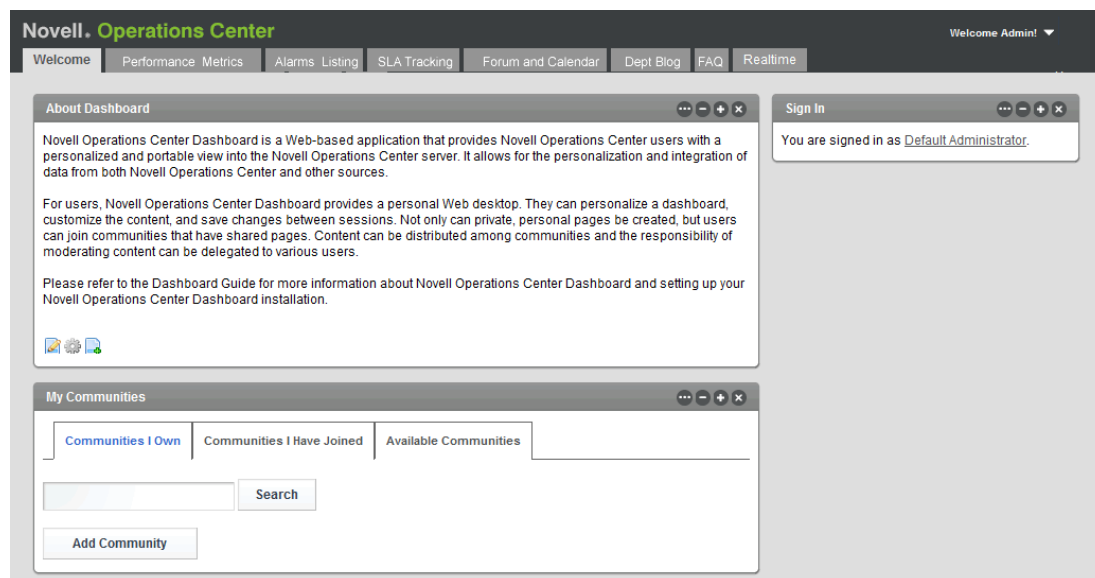 Novell. Operations Center
Welcome Admin!
Welcome Performance Metrics Alarms Listing SLA Tracking Forum and Calendar Dept Blog FAQ Realtime
About Dashboard
Novell Operations Center Dashboard is a Web-based application that provides Novell Operations Center users with a
personalized and portable view into the Novell Operations Center server. It allows for the personalization and integration of
data from both Novell Operations Center and other sources.
For users, Novell Operations Center Dashboard provides a personal Web desktop. They can personalize a dashboard,
customize the content, and save changes between sessions. Not only can private, personal pages be created, but users
can join communities that have shared pages. Content can be distributed among communities and the responsibility of
moderating content can be delegated to various users.
Please refer to the Dashboard Guide for more information about Novell Operations Center Dashboard and setting up your
Novell Operations Center Dashboard installation.
Sign In
You are signed in as Default Administrator.
My Communities
Communities I Own Communities I Have Joined Available Communities
Search
Add Community